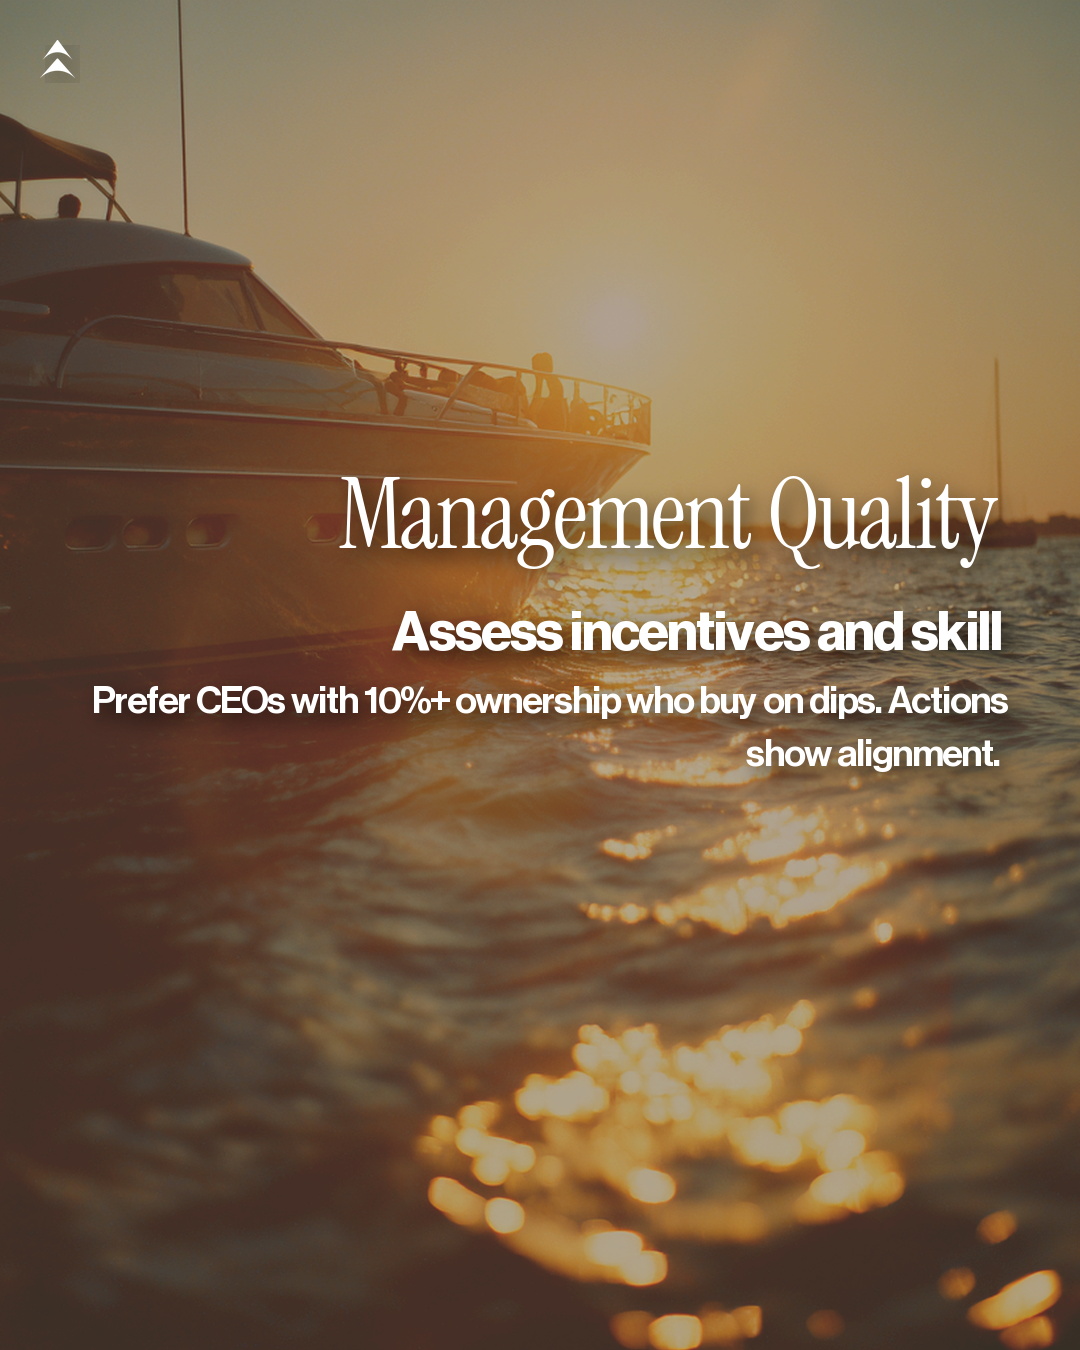 Management Quality
Assess incentives and skill
Prefer CEOs with 10%+ ownership who buy on dips. Actions
show alignment.